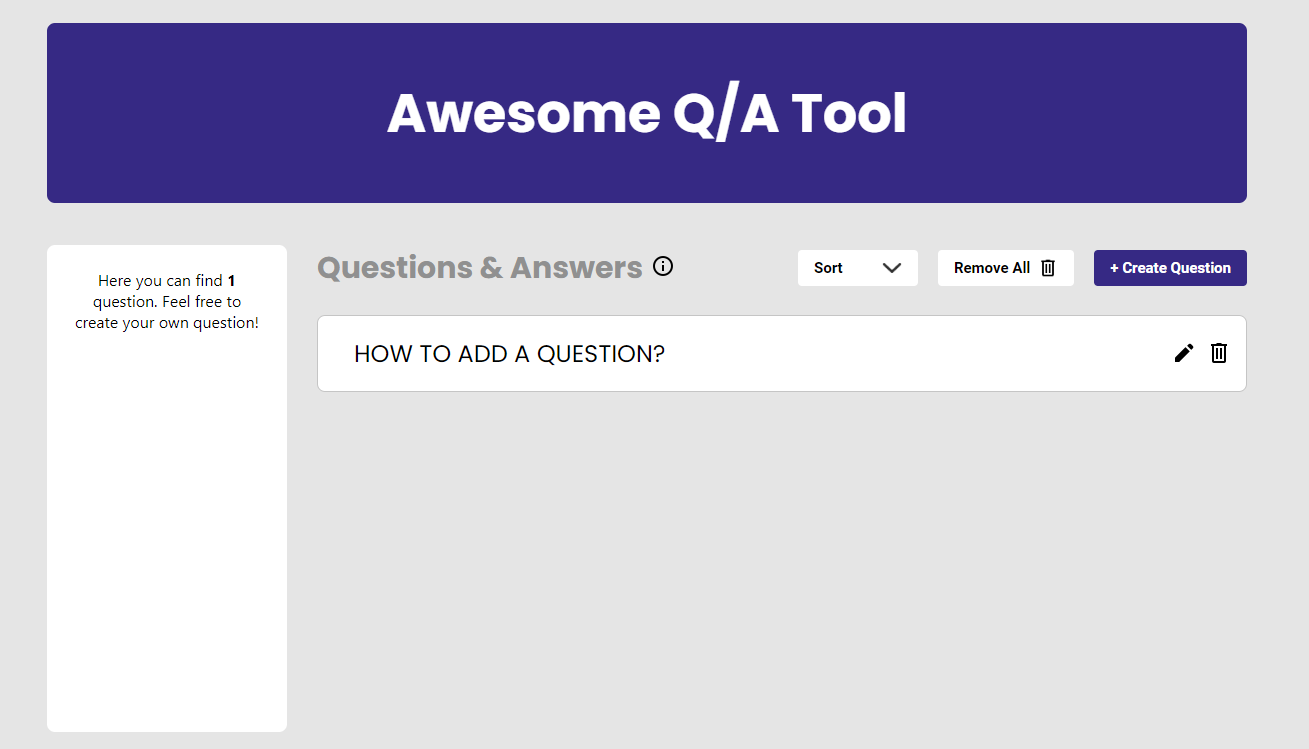 Awesome Q/A Tool
Here you can find 1
question. Feel free to
create your own question!
Questions & Answers
Sort
Remove All
+ Create Question
HOW TO ADD A QUESTION?